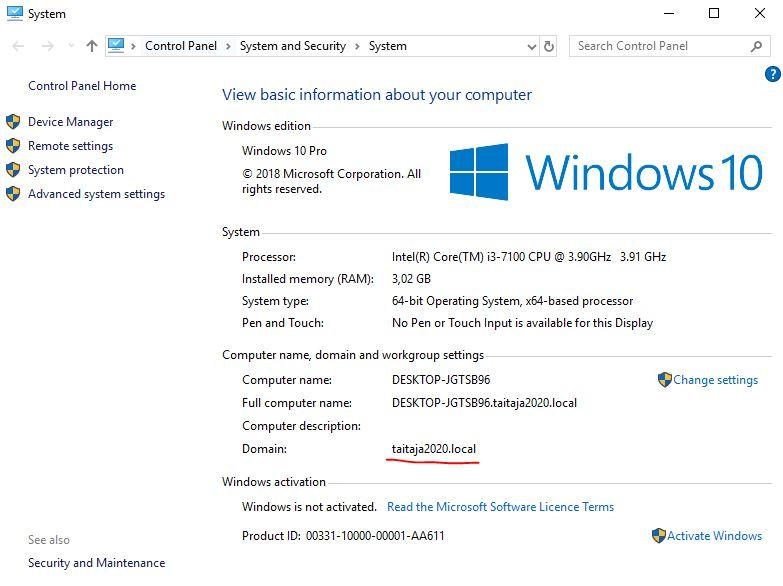 System
Control Panel > System and Security > System
Search Control Panel
Control Panel Home
Device Manager
Remote settings
System protection
Advanced system settings
View basic information about your computer
Windows edition
Windows 10 Pro
© 2018 Microsoft Corporation. All
rights reserved.
Windows 10
System
Processor: Intel(R) Core(TM) i3-7100 CPU @ 3.90GHz 3.91 GHz
Installed memory (RAM): 3,02 GB
System type: 64-bit Operating System, x64-based processor
Pen and Touch: No Pen or Touch Input is available for this Display
Computer name, domain and workgroup settings
Computer name: DESKTOP-JGTSB96
Change settings
Full computer name: DESKTOP-JGTSB96.taitaja2020.local
Computer description:
Domain: taitaja2020.local
Windows activation
Windows is not activated. Read the Microsoft Software Licence Terms
Product ID: 00331-10000-00001-AA611
Activate Windows
See also
Security and Maintenance